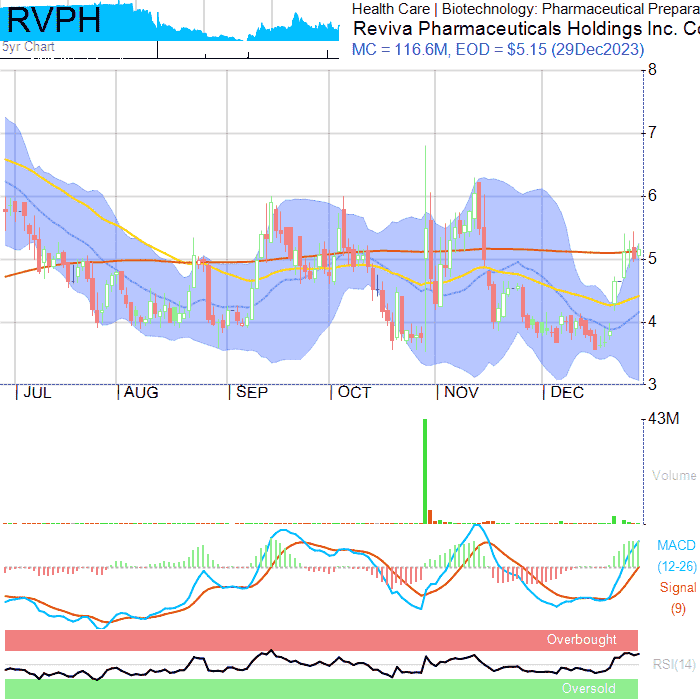 RVPH
Health Care | Biotechnology: Pharmaceutical Prepara
Reviva Pharmaceuticals Holdings Inc. Co
5yr Chart
MC = 116.6M, EOD = $5.15 (29Dec2023)
8
7
6
5
4
3
JUL AUG SEP OCT NOV DEC
43M
Volume
MACD
(12-26)
Signal
(9)
Overbought
RSI(14)
Oversold